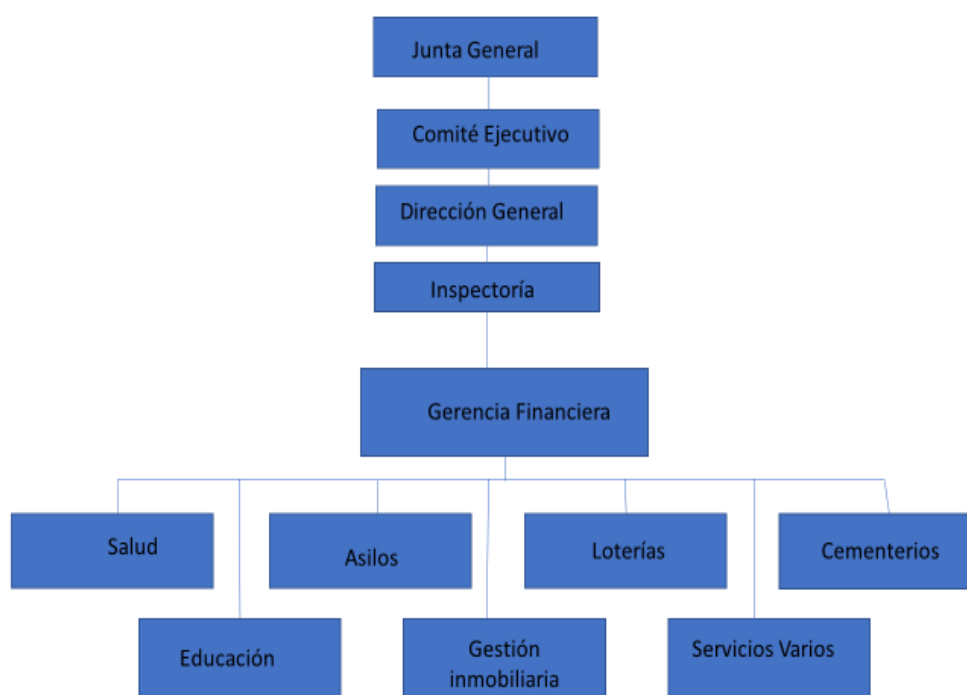 Junta General
Comité Ejecutivo
Dirección General
Inspectoría
Gerencia Financiera
Salud
Asilos
Loterías
Cementerios
Educación
Gestión
inmobiliaria
Servicios Varios